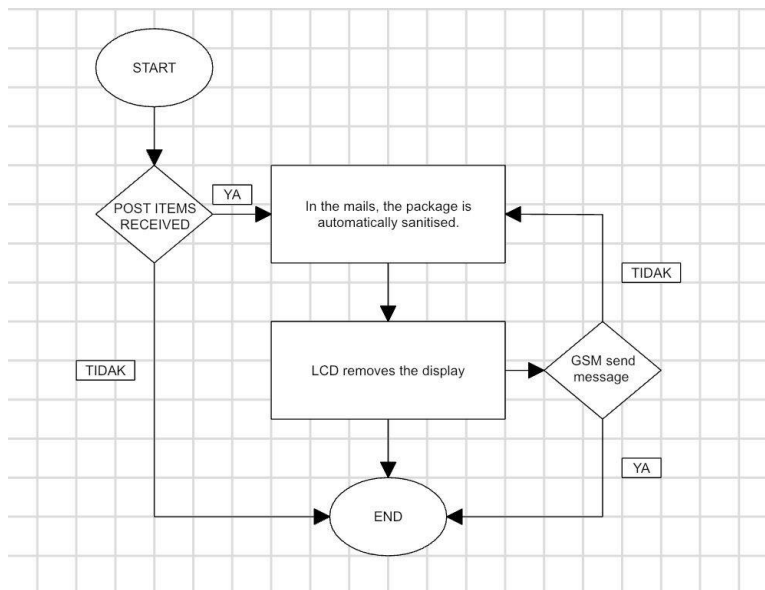 START
POST ITEMS
RECEIVED
YA
In the mails, the package is
automatically sanitised.
TIDAK
LCD removes the display
GSM send
message
TIDAK
YA
END